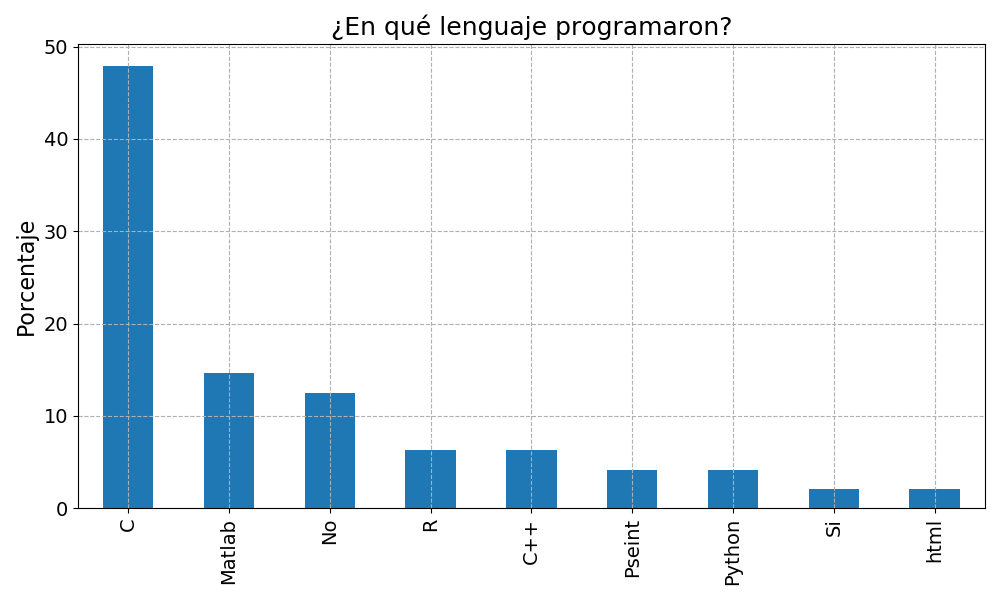 ¿En qué lenguaje programaron?
Porcentaje
50
40
30
20
10
0
C
Matlab
No
R
C++
Pseint
Python
Si
html